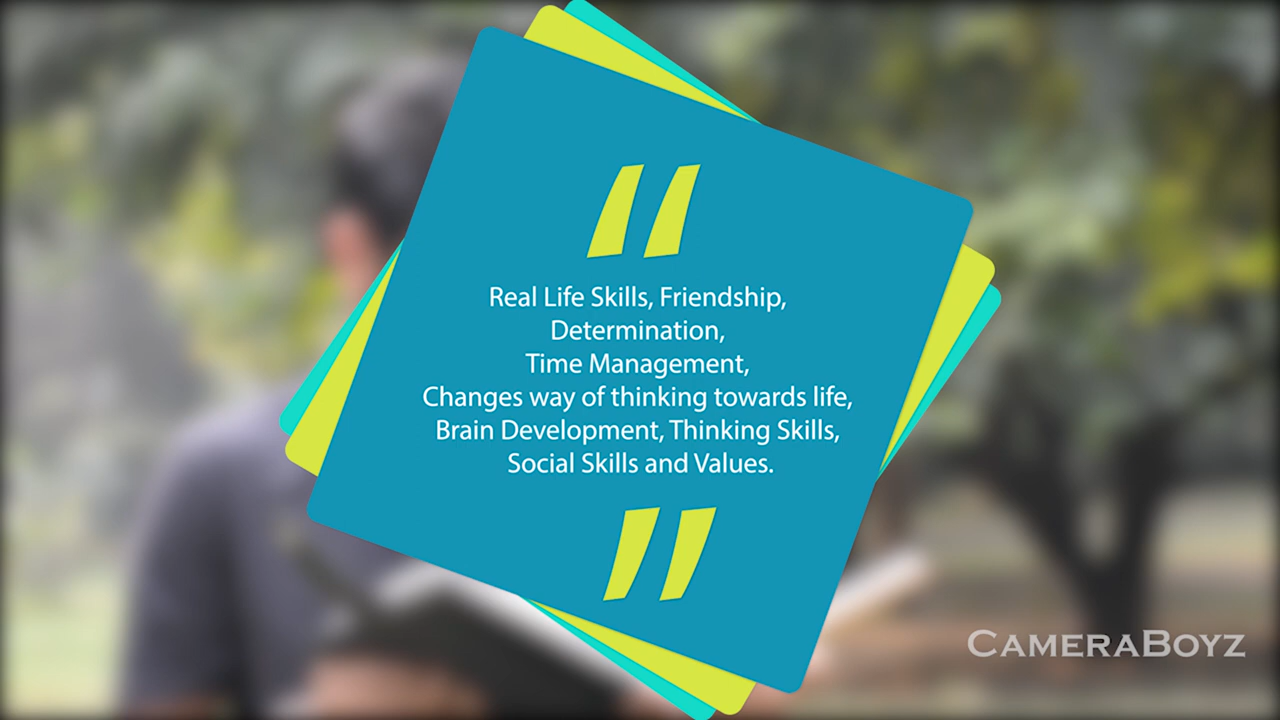 Real Life Skills, Friendship,
Determination,
Time Management,
Changes way of thinking towards life,
Brain Development, Thinking Skills,
Social Skills and Values.
CameraBoyz